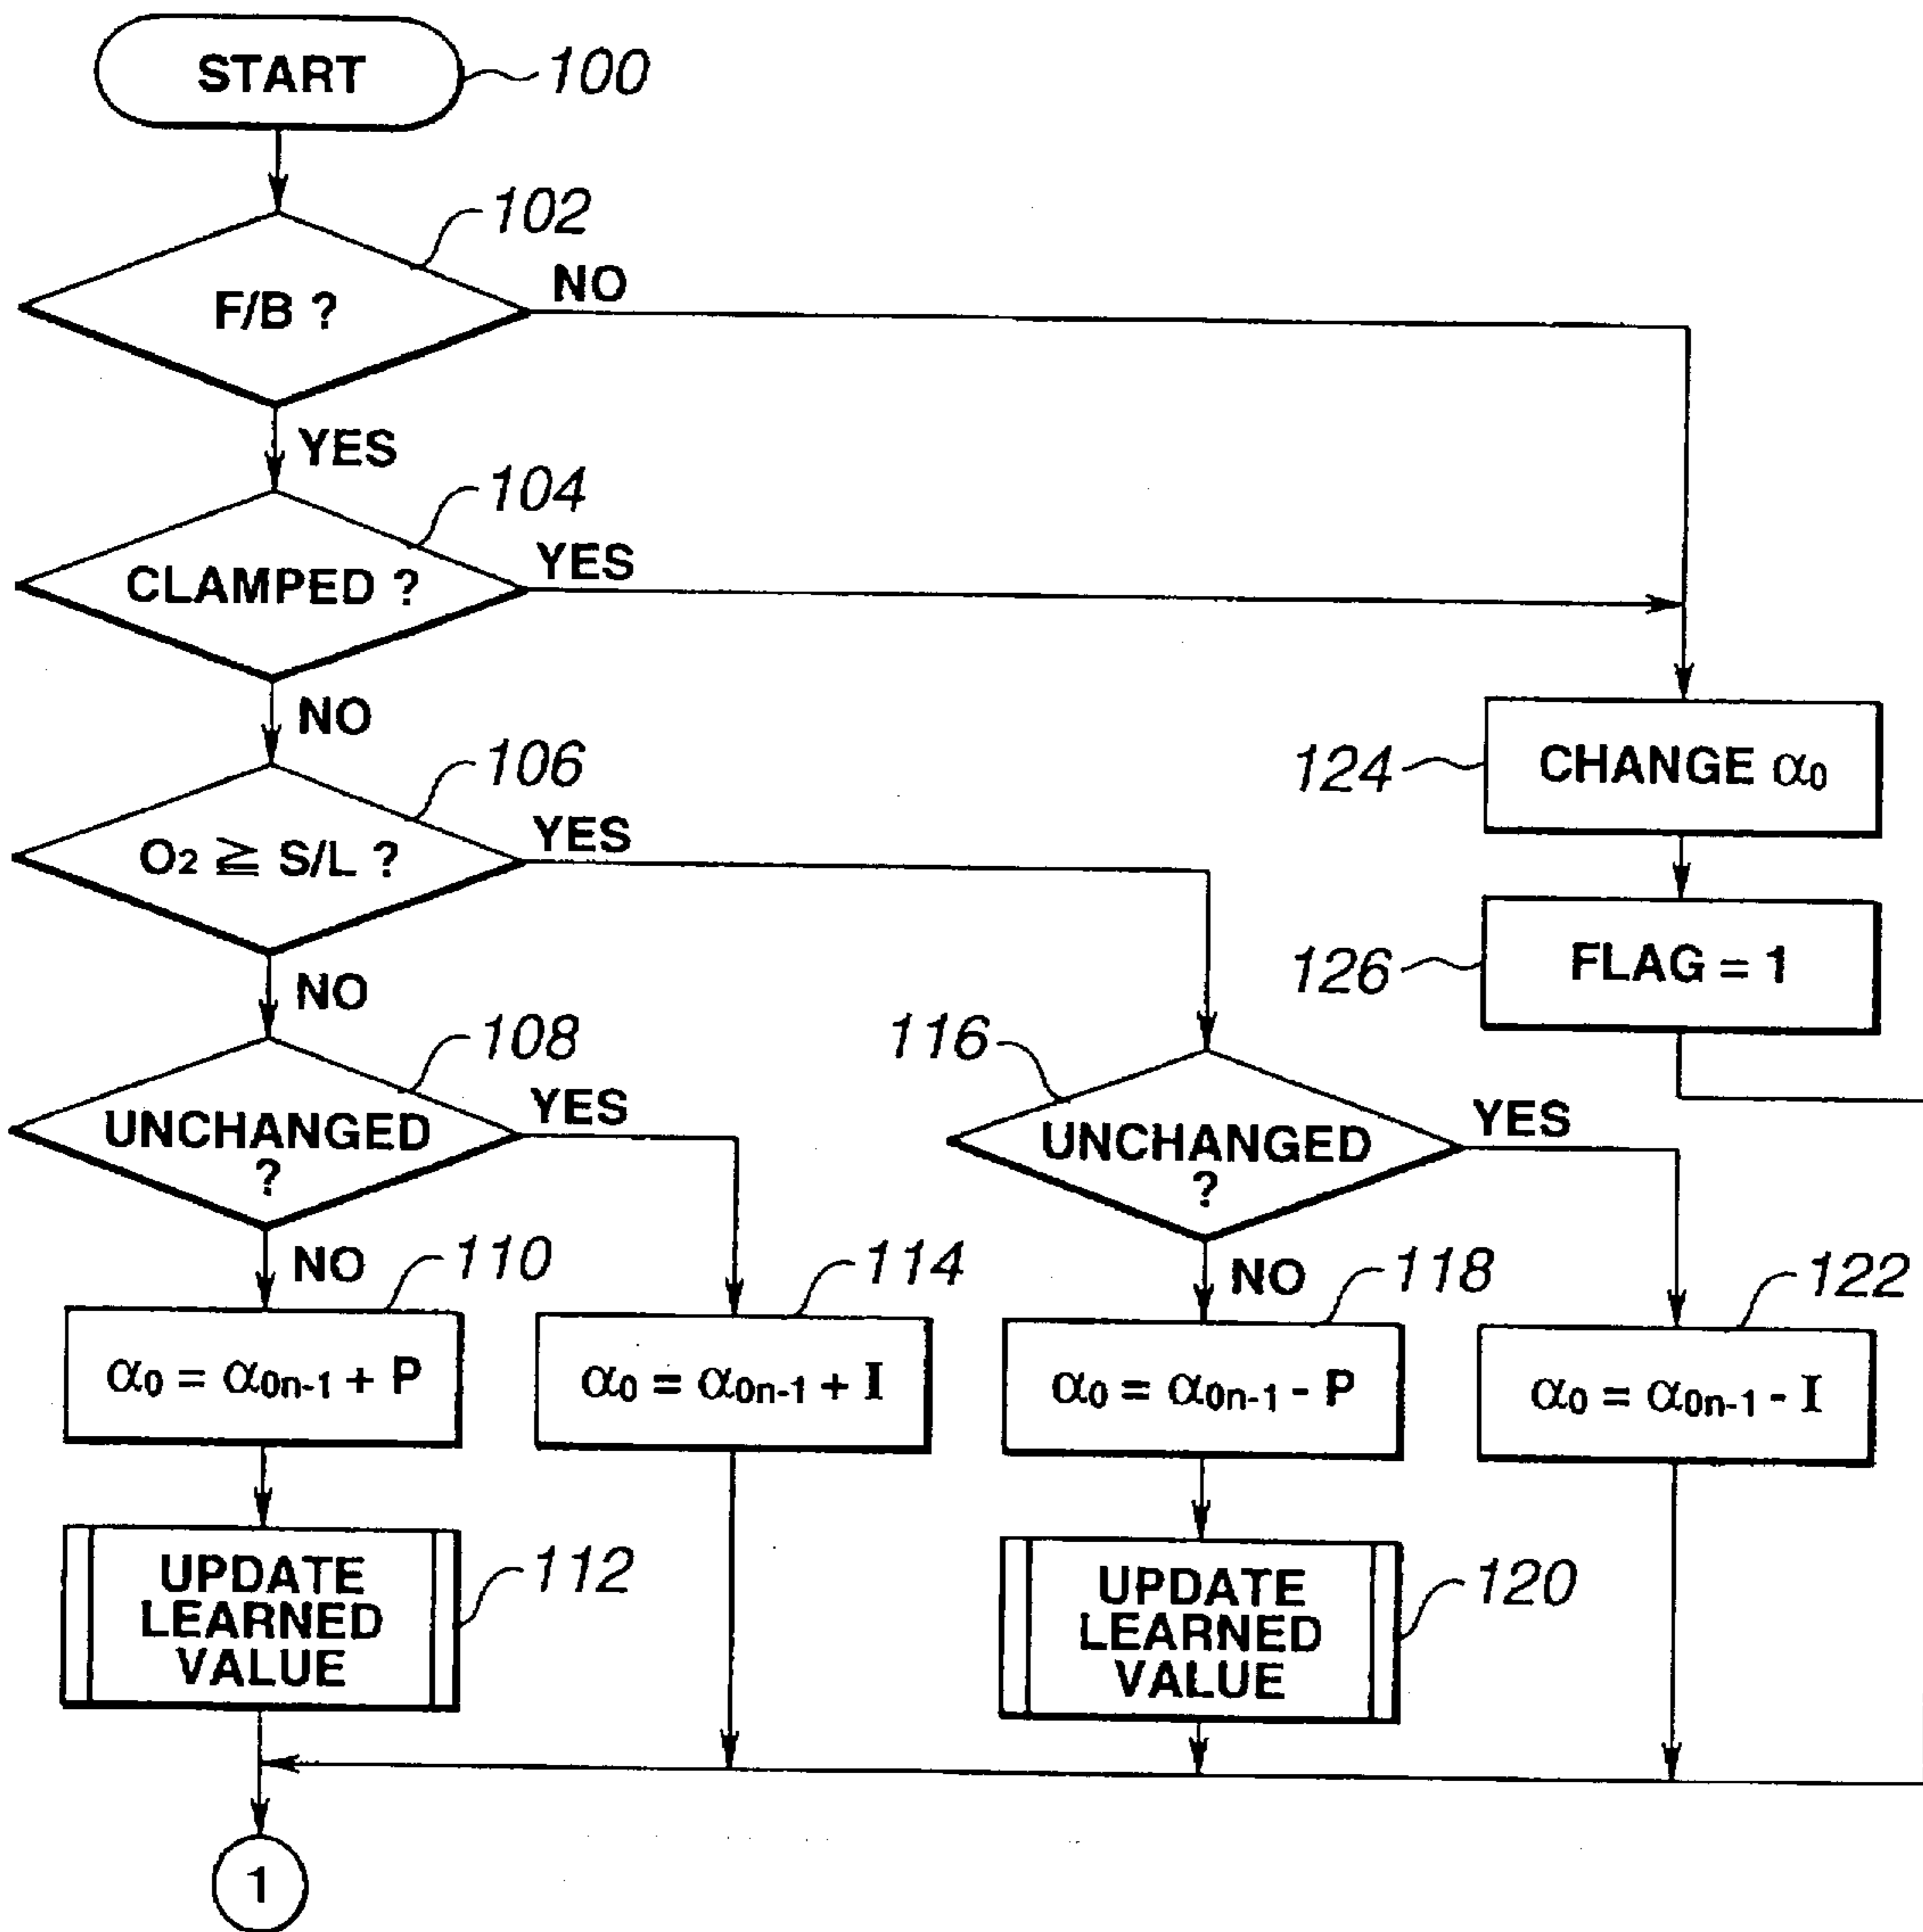 START
100
102
F/B ?
NO
YES
104
CLAMPED ?
YES
NO
106
O2 ≧ S/L ?
YES
124
CHANGE α0
NO
126
FLAG = 1
108
116
UNCHANGED
?
YES
UNCHANGED
?
YES
NO
110
114
NO
118
122
α0 = α0n-1 + P
α0 = α0n-1 + I
α0 = α0n-1 - P
α0 = α0n-1 - I
UPDATE
LEARNED
VALUE
112
UPDATE
LEARNED
VALUE
120
1